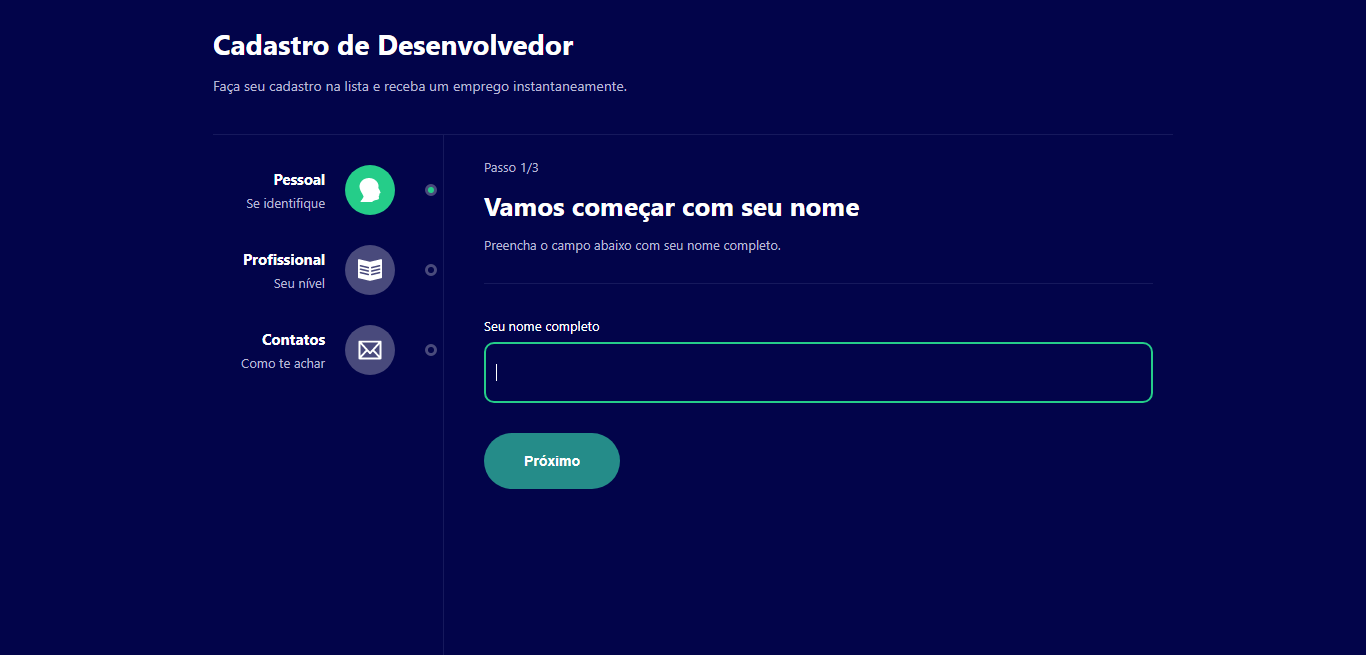 Cadastro de Desenvolvedor
Faça seu cadastro na lista e receba um emprego instantaneamente.
Pessoal
Se identifique
Profissional
Seu nível
Contatos
Como te achar
Passo 1/3
Vamos começar com seu nome
Preencha o campo abaixo com seu nome completo.
Seu nome completo
Próximo